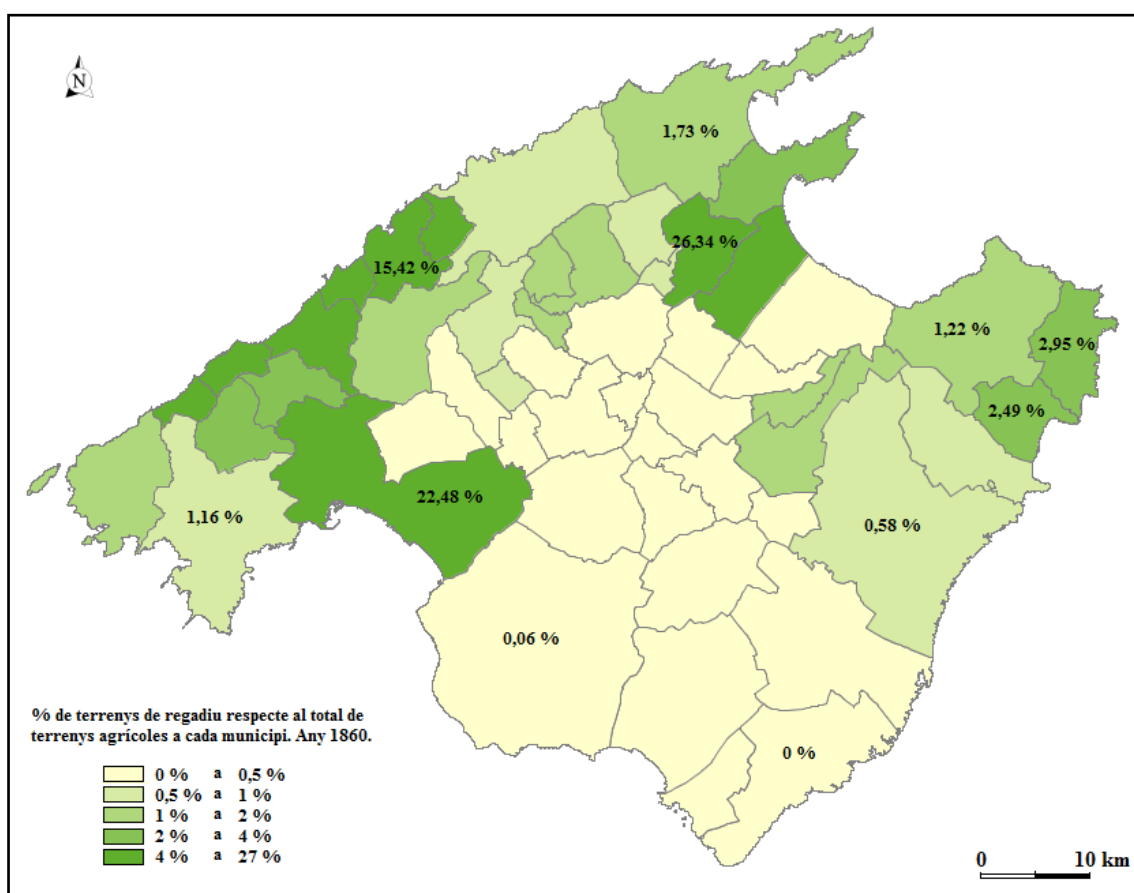 N
1,73 %
26,34 %
15,42 %
1,22 %
2,95 %
2,49 %
22,48 %
1,16 %
0,58 %
0,06 %
0 %
% de terrenys de regadiu respecte al total de
terrenys agrícoles a cada municipi. Any 1860.
0 % a 0,5 %
0,5 % a 1 %
1 % a 2 %
2 % a 4 %
4 % a 27 %
0 10 km